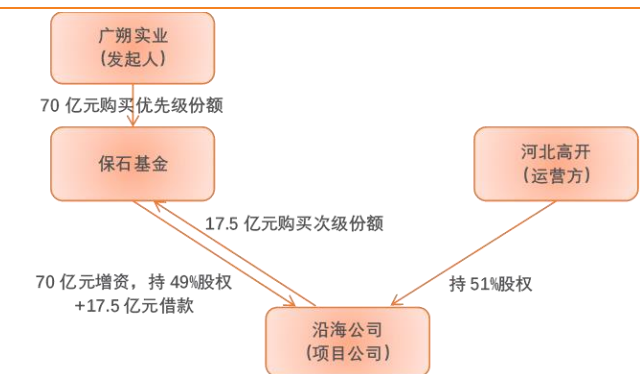 广朔实业
(发起人)
70 亿元购买优先级份额
保石基金
河北高开
(运营方)
17.5 亿元购买次级份额
70 亿元增资，持 49%股权
+17.5 亿元借款
持 51%股权
沿海公司
(项目公司)